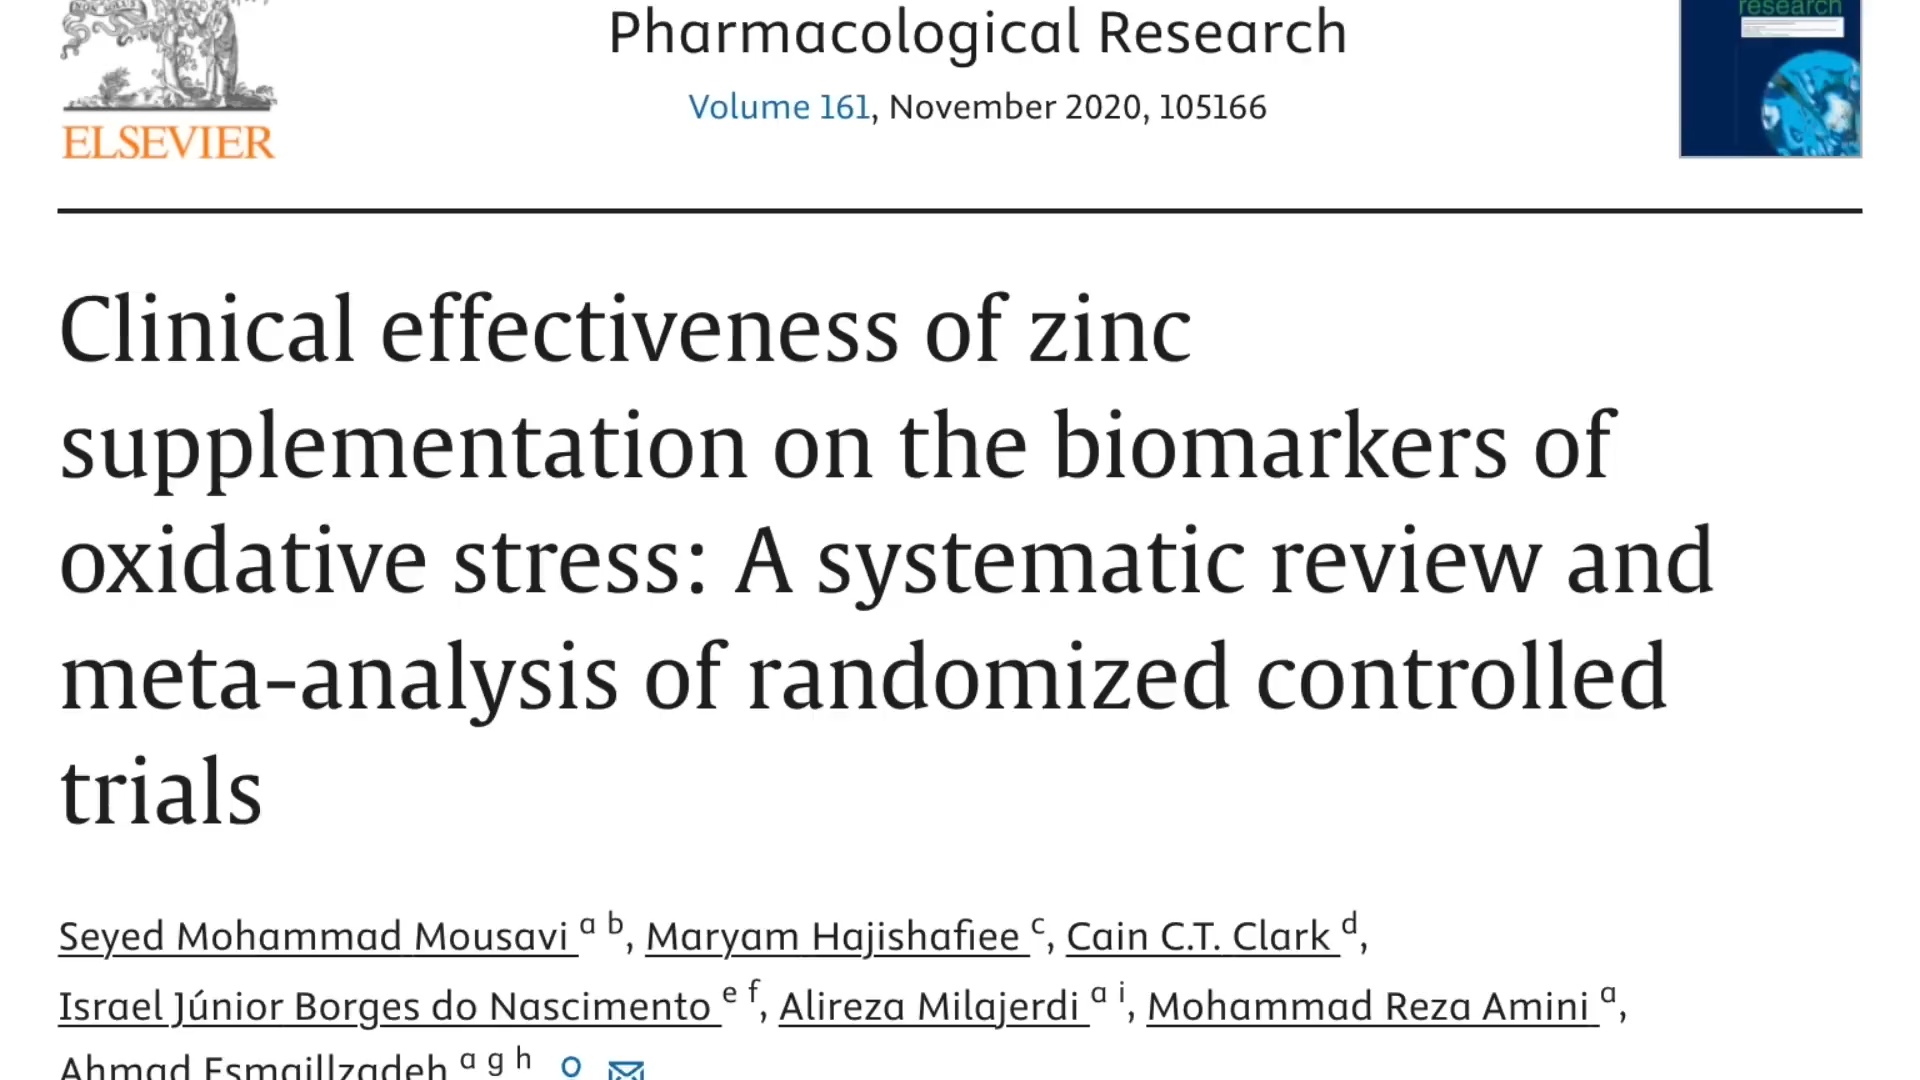 research
Pharmacological Research
Volume 161, November 2020, 105166
ELSEVIER
Clinical effectiveness of zinc
supplementation on the biomarkers of
oxidative stress: A systematic review and
meta-analysis of randomized controlled
trials
Seyed Mohammad Mousavi a b, Maryam Hajishafiee c, Cain C.T. Clark d,
Israel Júnior Borges do Nascimento e f, Alireza Milajerdi a i, Mohammad Reza Amini a,
Ahmad Esmaillzadeh a g h